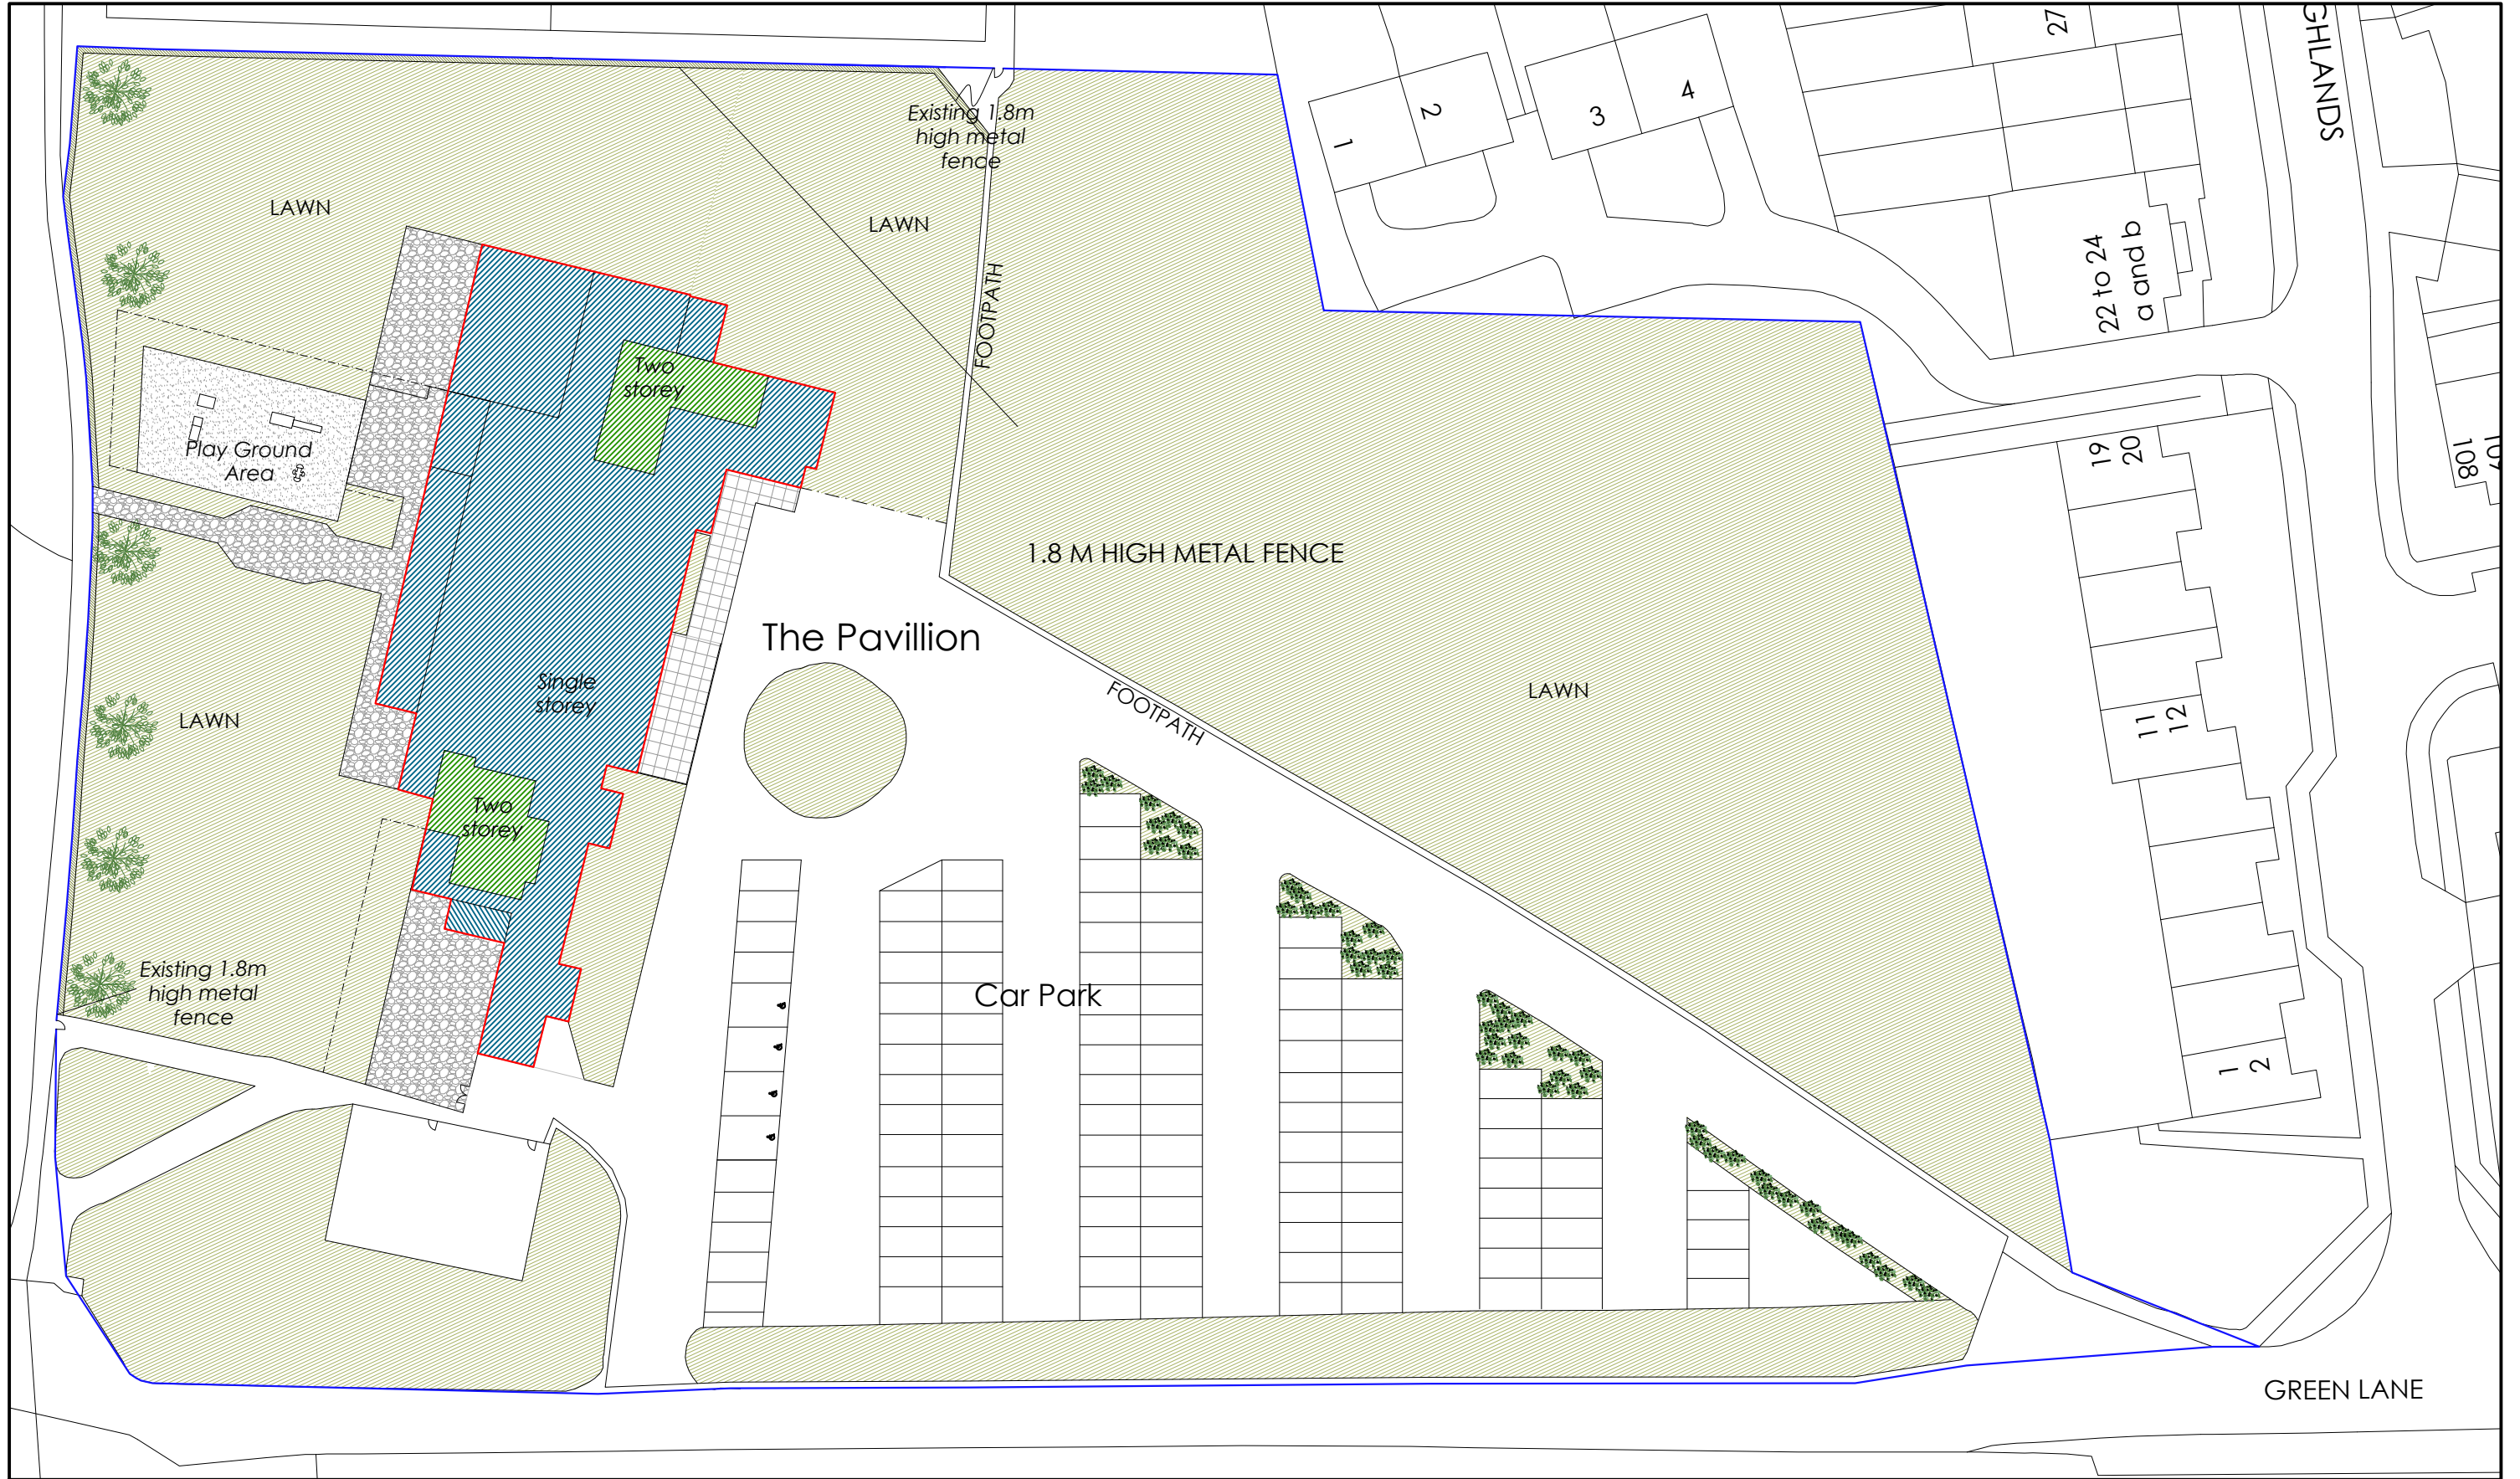 27
GHLANDS
1
2
3
4
Existing 1.8m
high metal
fence
LAWN
LAWN
22 to 24
a and b
FOOTPATH
Two
storey
Play Ground
Area
19
20
108
1.8 M HIGH METAL FENCE
The Pavillion
Single
storey
LAWN
FOOTPATH
LAWN
11
12
Two
storey
Existing 1.8m
high metal
fence
Car Park
1
2
GREEN LANE